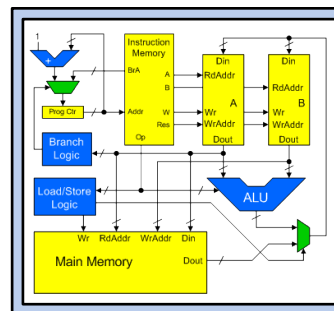 1
+
Instruction
Memory
BrA
A
B
Addr
W
Res
Op
Prog Ctr
Din
RdAddr
A
Wr
WrAddr
Dout
Din
B
RdAddr
Wr
WrAddr
Dout
Branch
Logic
Load/Store
Logic
ALU
Wr
RdAddr
WrAddr
Din
Main Memory
Dout